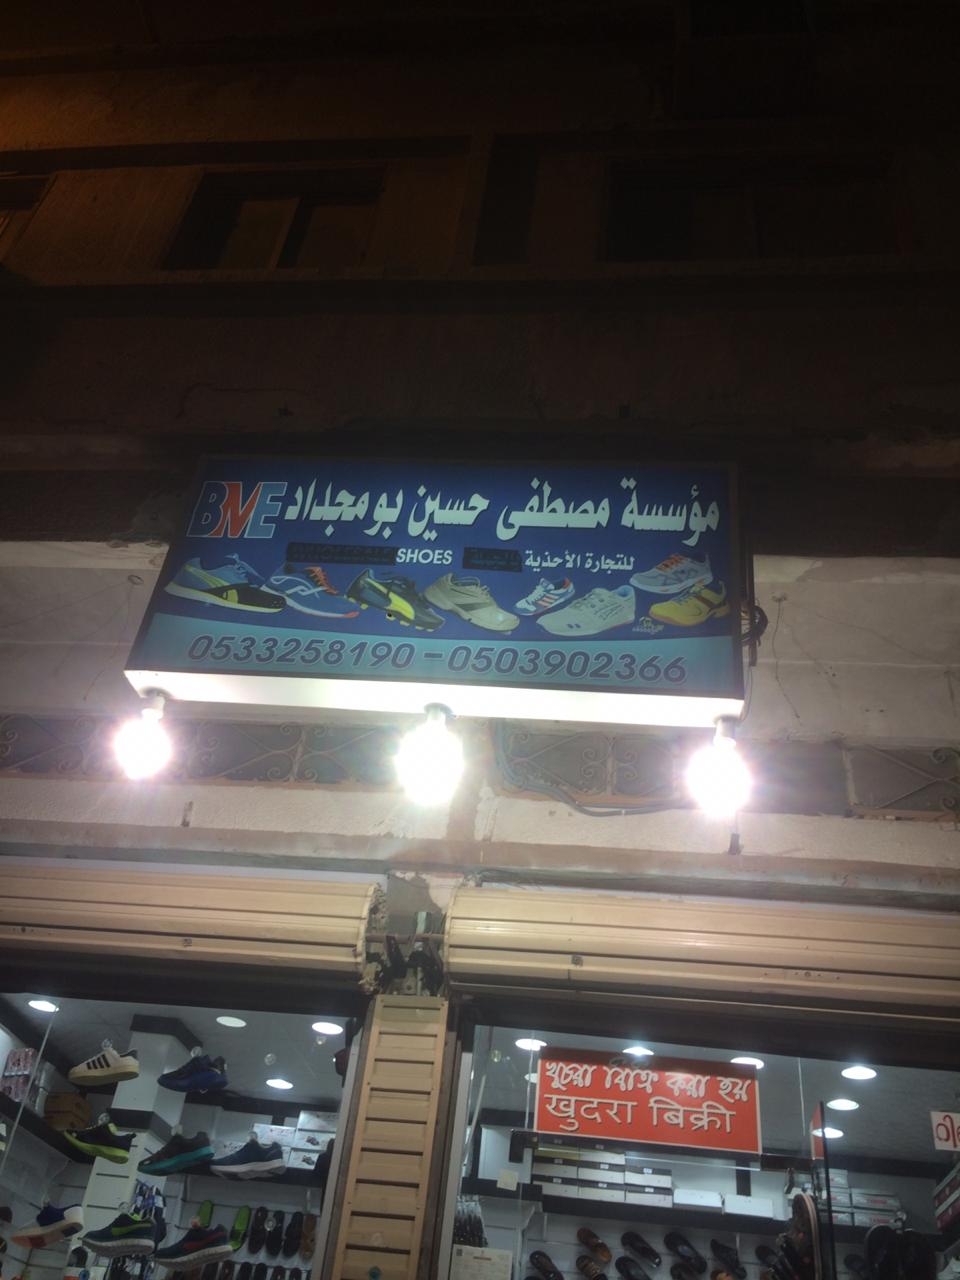 BME مؤسسة مصطفى حسين بومجداد
للتجارة الأحذية SHOES
0533258190 - 0503902366
খুচরা বিক্রি করা হয়
खुदरा बिक्री